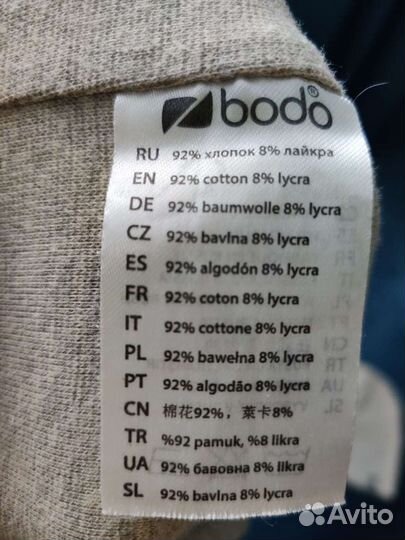 bodo®
RU 92% хлопок 8% лайкра
EN 92% cotton 8% lycra
DE 92% baumwolle 8% lycra
CZ 92% bavlna 8% lycra
ES 92% algodón 8% lycra
FR 92% coton 8% lycra
IT 92% cottone 8% lycra
PL 92% bawełna 8% lycra
PT 92% algodão 8% lycra
CN 棉花92%，莱卡8%
TR %92 pamuk, %8 likra
UA 92% бавовна 8% likra
SL 92% bavlna 8% lycra
Avito